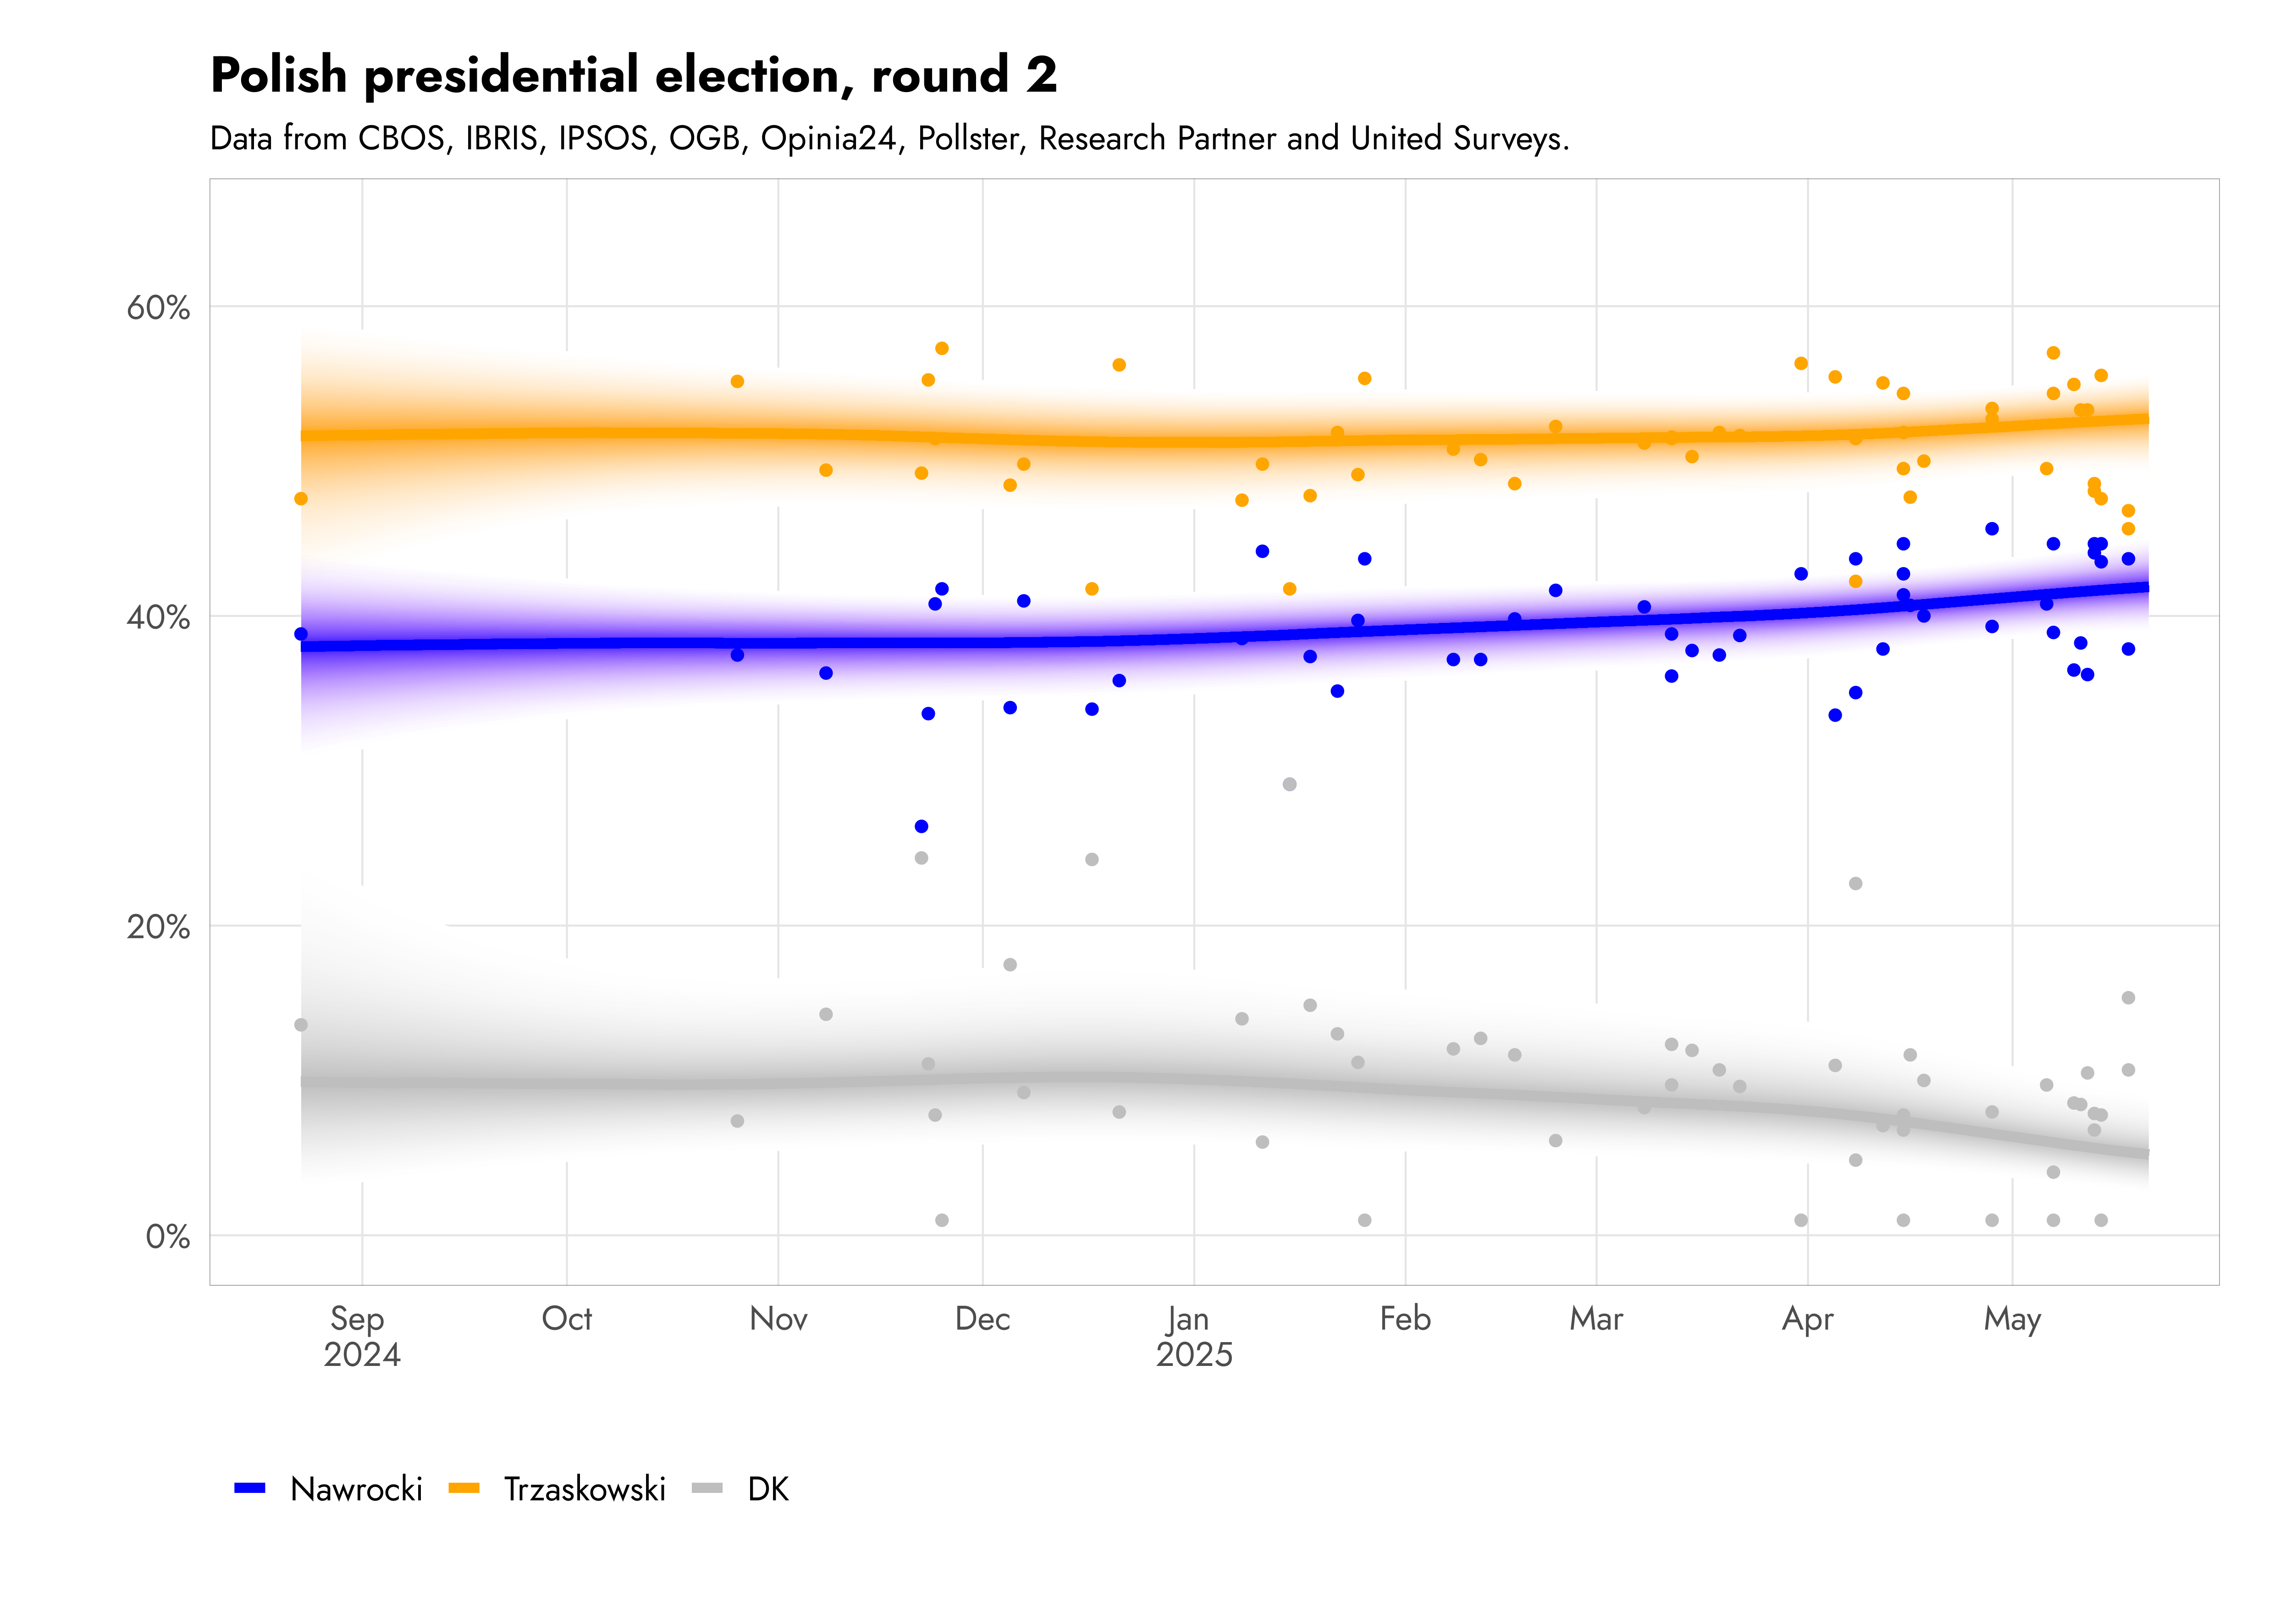 Polish presidential election, round 2
Data from CBOS, IBRIS, IPSOS, OGB, Opinia24, Pollster, Research Partner and United Surveys.
60%
40%
20%
0%
Sep Oct Nov Dec Jan Feb Mar Apr May
2024 2025
Nawrocki Trzaskowski DK